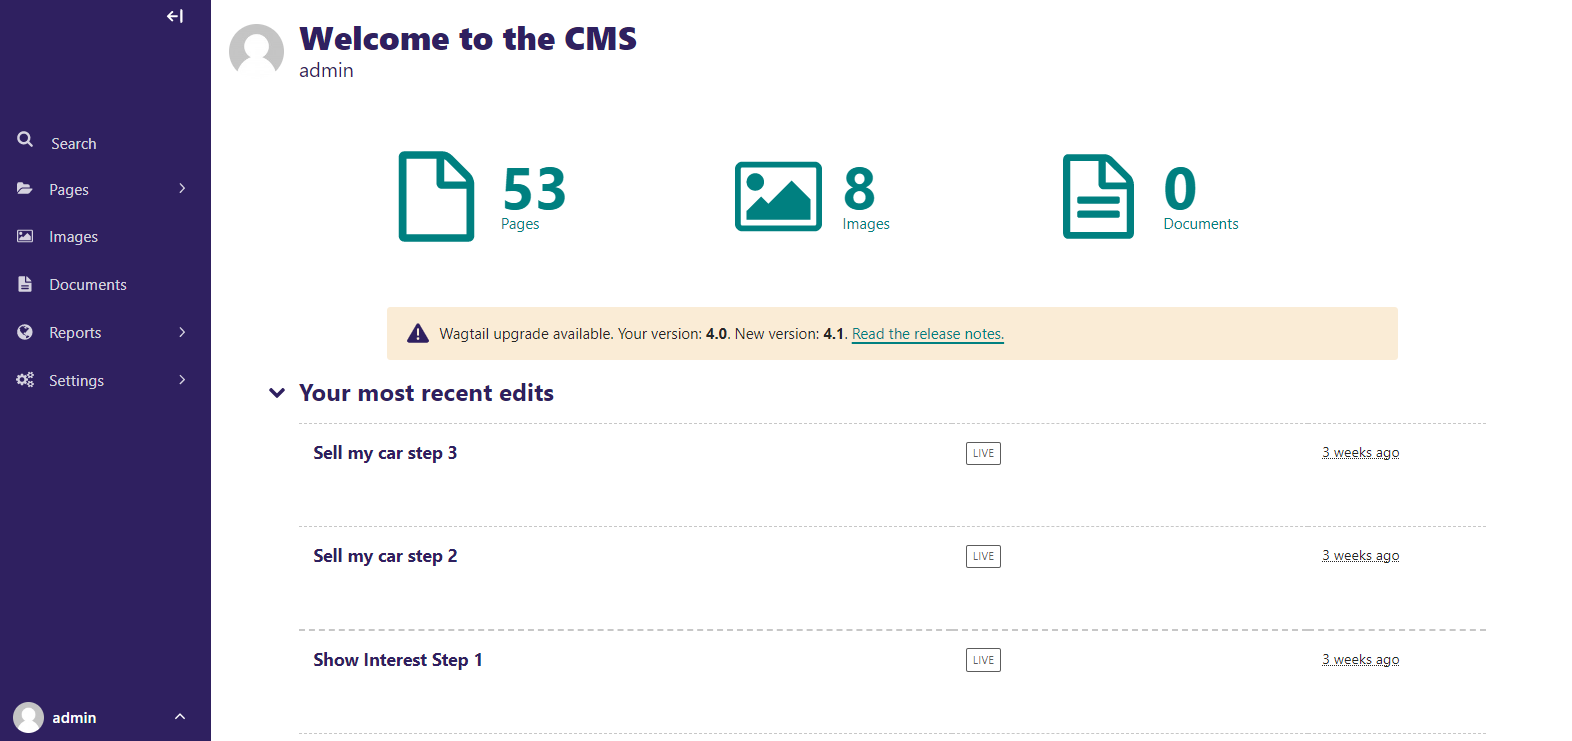 Search
Pages
Images
Documents
Reports
Settings
admin
Welcome to the CMS
admin
53
Pages
8
Images
0
Documents
Wagtail upgrade available. Your version: 4.0. New version: 4.1. Read the release notes.
Your most recent edits
Sell my car step 3 LIVE 3 weeks ago
Sell my car step 2 LIVE 3 weeks ago
Show Interest Step 1 LIVE 3 weeks ago